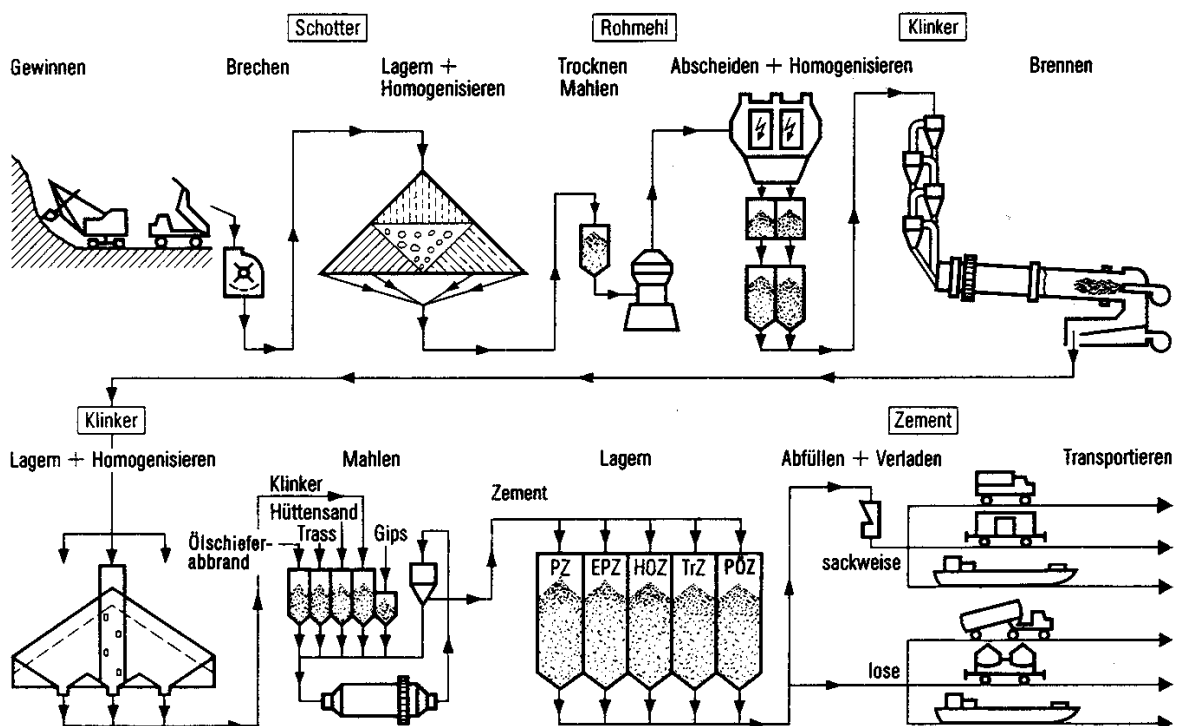 Schotter
Rohmehl
Klinker
Gewinnen
Brechen
Lagern +
Homogenisieren
Trocknen
Mahlen
Abscheiden + Homogenisieren
Brennen
Klinker
Zement
Lagern + Homogenisieren
Mahlen
Lagern
Abfüllen + Verladen
Transportieren
Klinker
Hüttensand
Trass
Gips
Ölschiefer-
abbrand
Zement
PZ
EPZ
HOZ
TrZ
PÖZ
sackweise
lose